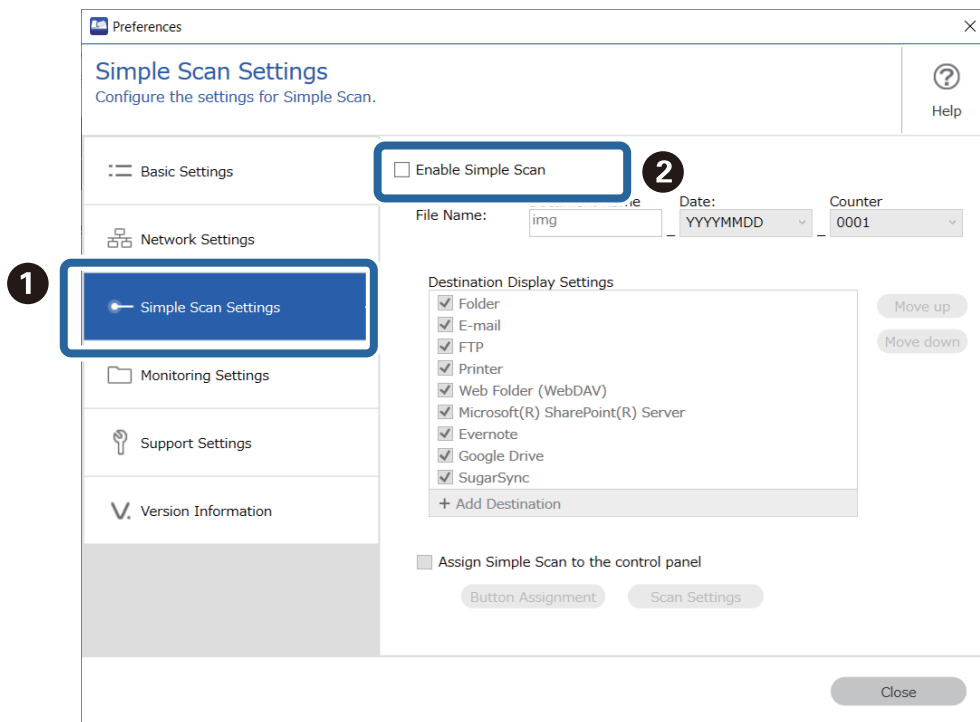 Preferences
Simple Scan Settings
Configure the settings for Simple Scan.
Help
Basic Settings
Network Settings
1
Simple Scan Settings
Monitoring Settings
Support Settings
V. Version Information
Enable Simple Scan
2
Date:
Counter
File Name:
img
_
YYYYMMDD
_
0001
Destination Display Settings
Folder
E-mail
FTP
Printer
Web Folder (WebDAV)
Microsoft(R) SharePoint(R) Server
Evernote
Google Drive
SugarSync
+ Add Destination
Move up
Move down
Assign Simple Scan to the control panel
Button Assignment
Scan Settings
Close